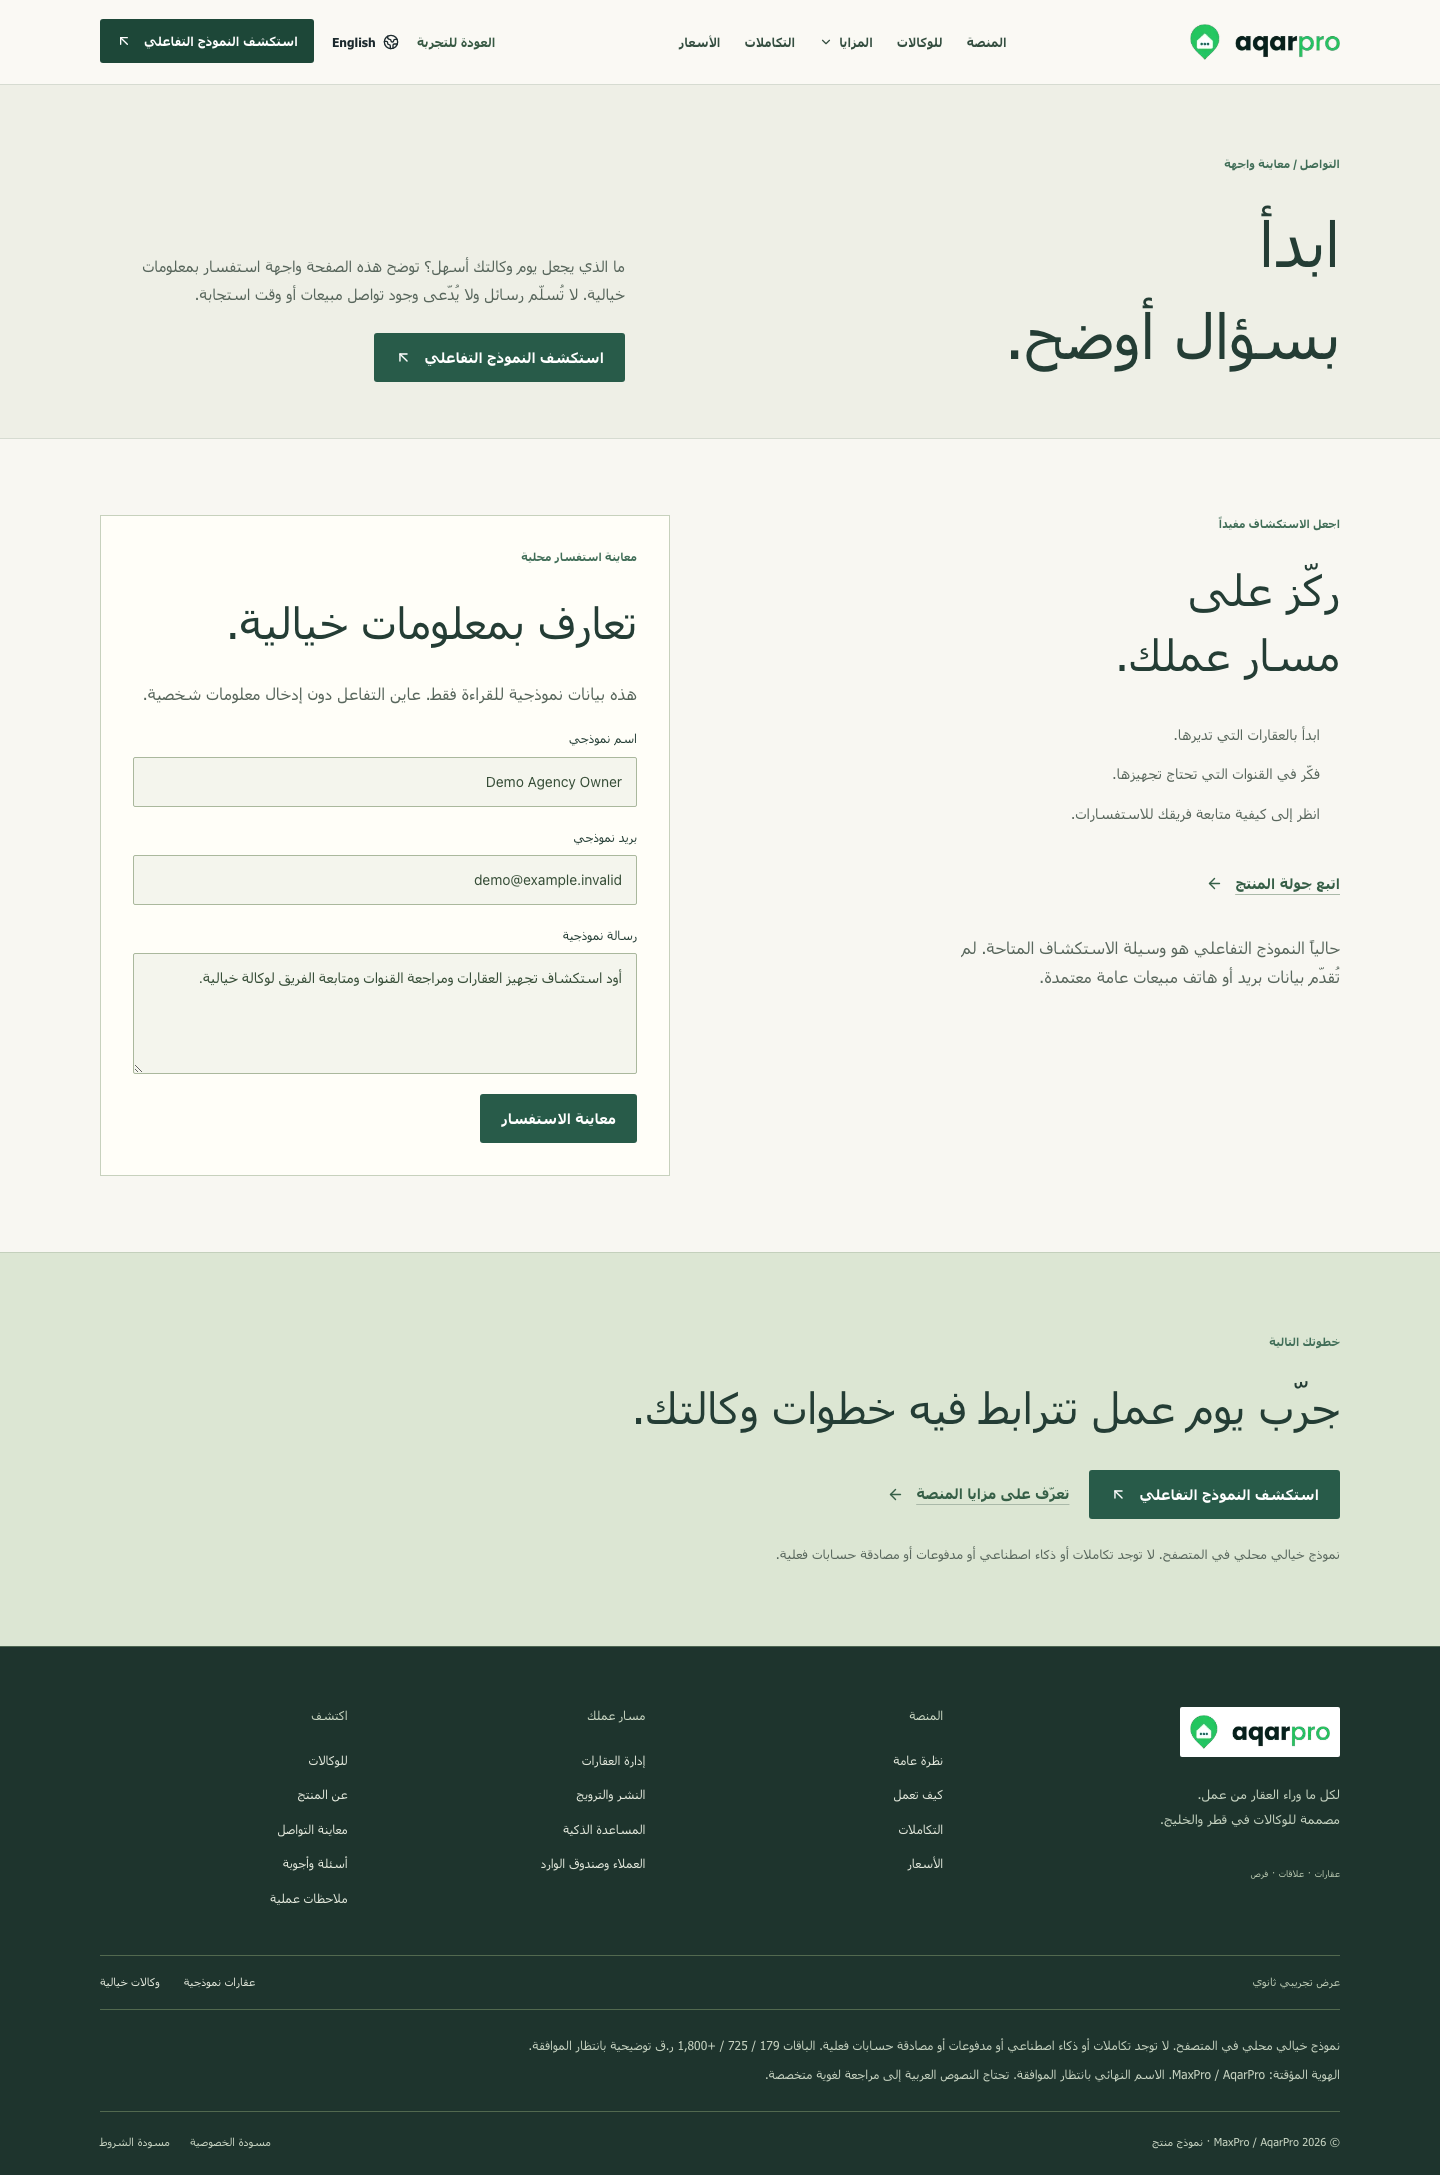 aqarpro
المنصة
للوكالات
المزايا
التكاملات
الأسعار
العودة للتجربة
English
استكشف النموذج التفاعلي
التواصل / معاينة واجهة
ابدأ
بسؤال أوضح.
ما الذي يجعل يوم وكالتك أسهل؟ توضح هذه الصفحة واجهة استفسار بمعلومات
خيالية. لا تُسلّم رسائل ولا يُدّعى وجود تواصل مبيعات أو وقت استجابة.
استكشف النموذج التفاعلي
اجعل الاستكشاف مفيداً
ركّز على
مسار عملك.
ابدأ بالعقارات التي تديرها.
فكّر في القنوات التي تحتاج تجهيزها.
انظر إلى كيفية متابعة فريقك للاستفسارات.
اتبع جولة المنتج
حالياً النموذج التفاعلي هو وسيلة الاستكشاف المتاحة. لم
تُقدّم بيانات بريد أو هاتف مبيعات عامة معتمدة.
معاينة استفسار محلية
تعارف بمعلومات خيالية.
هذه بيانات نموذجية للقراءة فقط. عاين التفاعل دون إدخال معلومات شخصية.
اسم نموذجي
Demo Agency Owner
بريد نموذجي
demo@example.invalid
رسالة نموذجية
أود استكشاف تجهيز العقارات ومراجعة القنوات ومتابعة الفريق لوكالة خيالية.
معاينة الاستفسار
خطوتك التالية
جرّب يوم عمل تترابط فيه خطوات وكالتك.
استكشف النموذج التفاعلي
تعرّف على مزايا المنصة
نموذج خيالي محلي في المتصفح. لا توجد تكاملات أو ذكاء اصطناعي أو مدفوعات أو مصادقة حسابات فعلية.
aqarpro
لكل ما وراء العقار من عمل.
مصممة للوكالات في قطر والخليج.
عقارات · علاقات · فرص
المنصة
نظرة عامة
كيف تعمل
التكاملات
الأسعار
مسار عملك
إدارة العقارات
النشر والترويج
المساعدة الذكية
العملاء وصندوق الوارد
اكتشف
للوكالات
عن المنتج
معاينة التواصل
أسئلة وأجوبة
ملاحظات عملية
عرض تجريبي ثانوي
عقارات نموذجية
وكالات خيالية
نموذج خيالي محلي في المتصفح. لا توجد تكاملات أو ذكاء اصطناعي أو مدفوعات أو مصادقة حسابات فعلية. الباقات 179 / 725 / +1,800 ر.ق توضيحية بانتظار الموافقة.
الهوية المؤقتة: MaxPro / AqarPro. الاسم النهائي بانتظار الموافقة. تحتاج النصوص العربية إلى مراجعة لغوية متخصصة.
© 2026 MaxPro / AqarPro · نموذج منتج
مسودة الخصوصية
مسودة الشروط